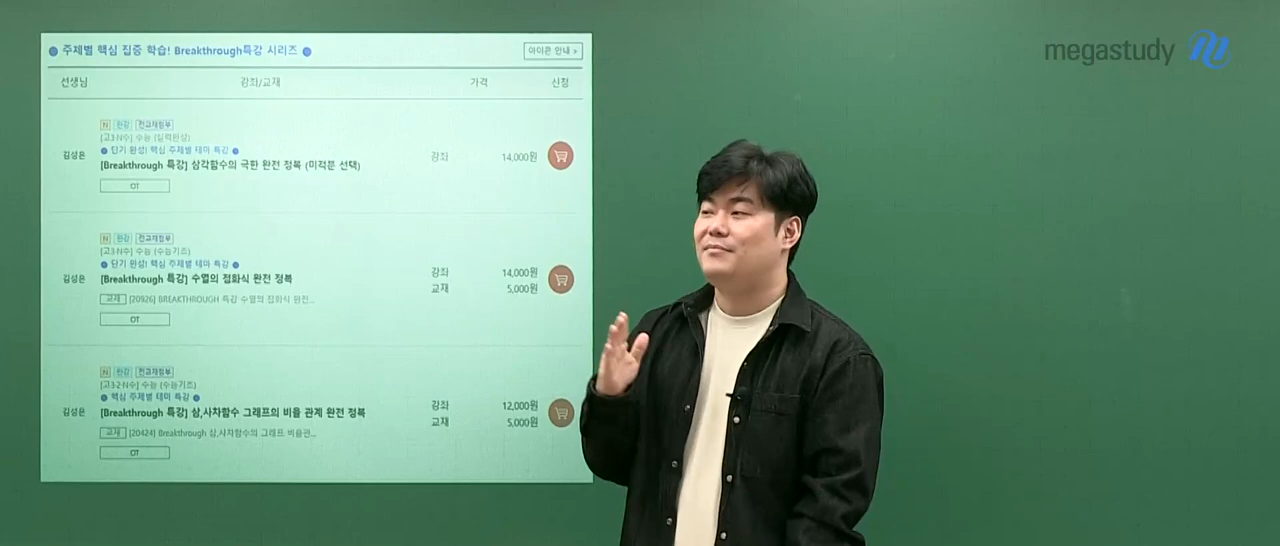 주제별 핵심 집중 학습! Breakthrough특강 시리즈
아이콘 안내 >
megastudy
선생님 강좌/교재 가격 신청
N 완강 전교재첨부
[고3·N수] 수능 (실력완성)
단기 완성! 핵심 주제별 테마 특강
김성은 [Breakthrough 특강] 삼각함수의 극한 완전 정복 (미적분 선택) 강좌 14,000원
OT
N 완강 전교재첨부
[고3·N수] 수능 (수능기초)
단기 완성! 핵심 주제별 테마 특강
김성은 [Breakthrough 특강] 수열의 점화식 완전 정복 강좌 14,000원
교재 5,000원
교재 [20926] BREAKTHROUGH 특강 수열의 점화식 완전...
OT
N 완강 전교재첨부
[고3·2·N수] 수능 (수능기초)
핵심 주제별 테마 특강
김성은 [Breakthrough 특강] 삼,사차함수 그래프의 비율 관계 완전 정복 강좌 12,000원
교재 5,000원
교재 [20424] Breakthrough 삼,사차함수의 그래프 비율관...
OT